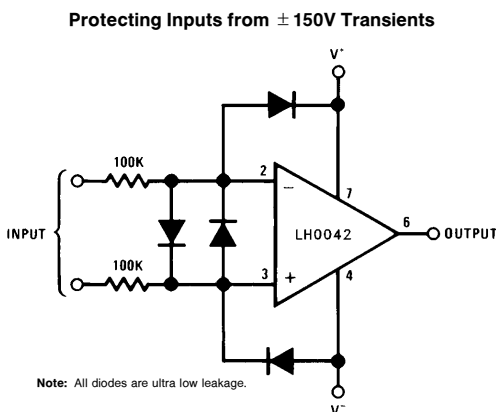 Protecting Inputs from ± 150V Transients
V+
100K
2
−
7
INPUT
LH0042
6
OUTPUT
100K
3
+
4
Note: All diodes are ultra low leakage.
V−